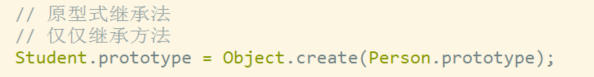 // 原型式继承法
// 仅仅继承方法
Student.prototype = Object.create(Person.prototype);